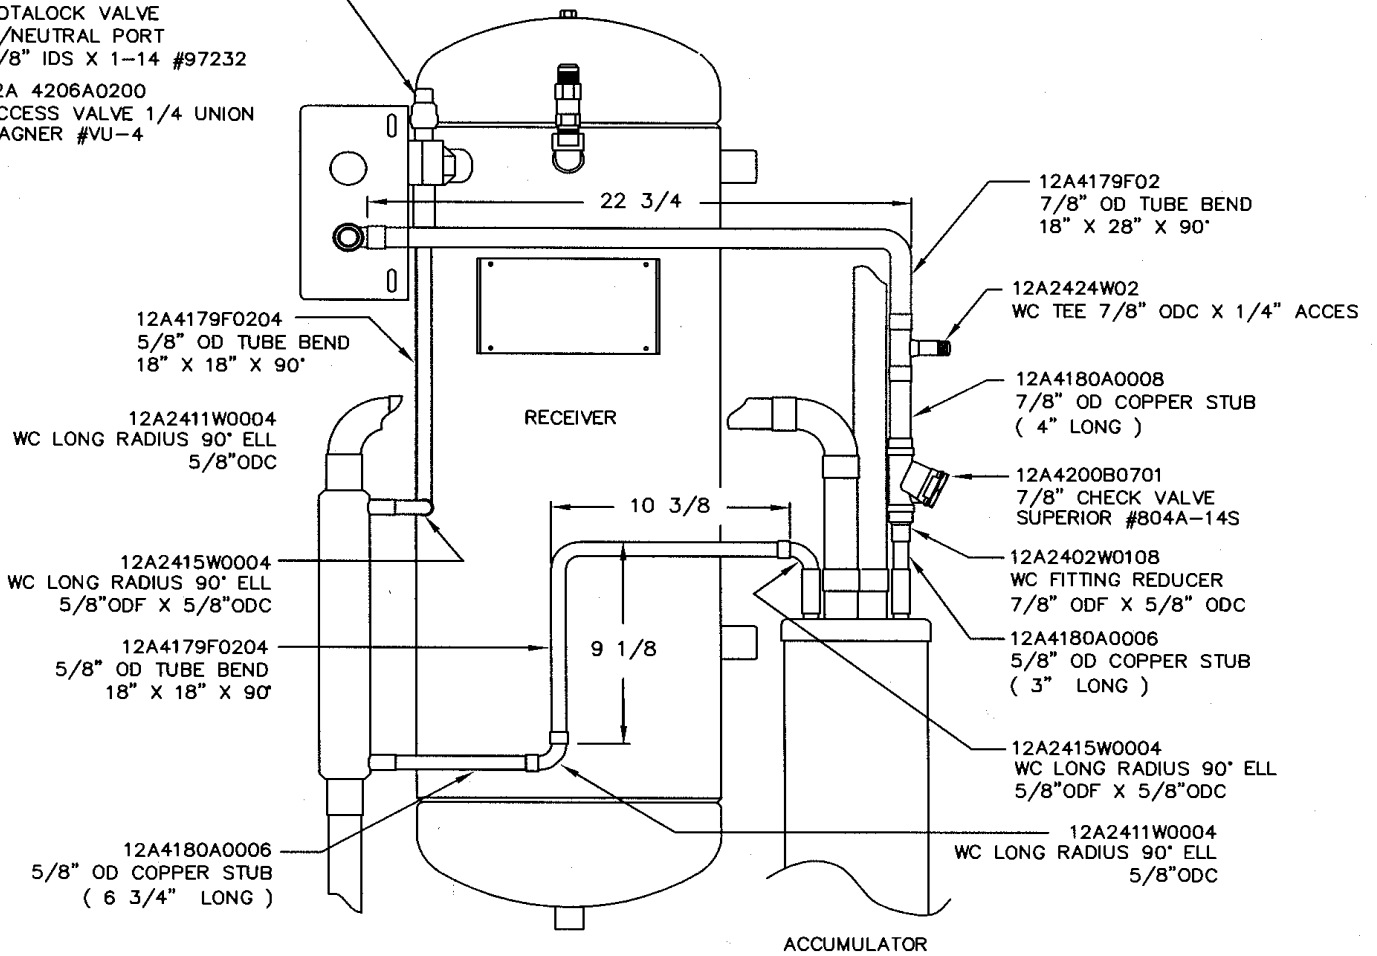 OTALOCK VALVE
/NEUTRAL PORT
/8" IDS X 1-14 #97232
2A 4206A0200
CCESS VALVE 1/4 UNION
AGNER #VU-4
22 3/4
12A4179F02
7/8" OD TUBE BEND
18" X 28" X 90°
12A2424W02
WC TEE 7/8" ODC X 1/4" ACCES
12A4179F0204
5/8" OD TUBE BEND
18" X 18" X 90°
12A4180A0008
7/8" OD COPPER STUB
( 4" LONG )
12A2411W0004
WC LONG RADIUS 90° ELL
5/8"ODC
RECEIVER
12A4200B0701
7/8" CHECK VALVE
SUPERIOR #804A-14S
10 3/8
12A2415W0004
WC LONG RADIUS 90° ELL
5/8"ODF X 5/8"ODC
12A2402W0108
WC FITTING REDUCER
7/8" ODF X 5/8" ODC
12A4179F0204
5/8" OD TUBE BEND
18" X 18" X 90°
9 1/8
12A4180A0006
5/8" OD COPPER STUB
( 3" LONG )
12A2415W0004
WC LONG RADIUS 90° ELL
5/8"ODF X 5/8"ODC
12A4180A0006
5/8" OD COPPER STUB
( 6 3/4" LONG )
12A2411W0004
WC LONG RADIUS 90° ELL
5/8"ODC
ACCUMULATOR